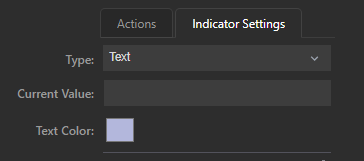 Actions
Indicator Settings
Type: Text
Current Value:
Text Color: